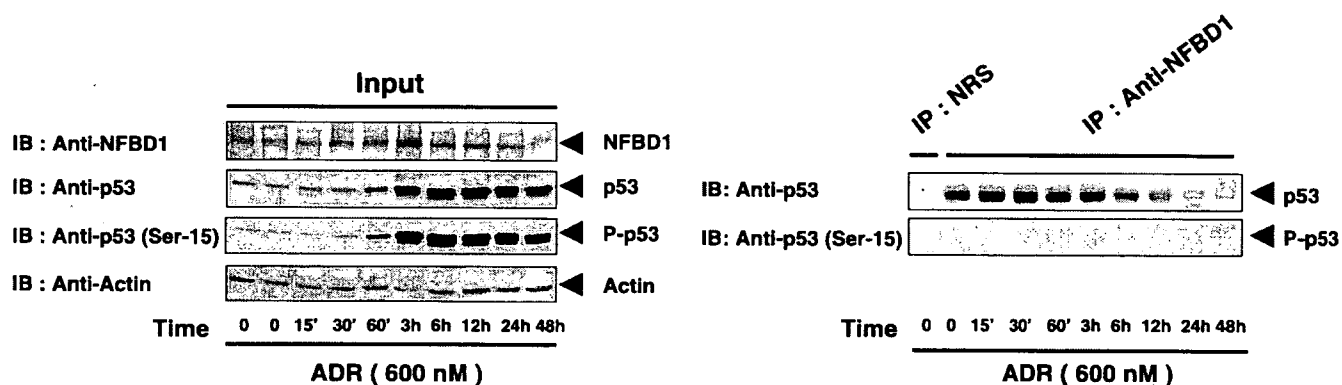 Input
IB : Anti-NFBD1 NFBD1
IB : Anti-p53 p53
IB : Anti-p53 (Ser-15) P-p53
IB : Anti-Actin Actin
Time 0 0 15' 30' 60' 3h 6h 12h 24h 48h
ADR ( 600 nM )
IP : NRS
IP : Anti-NFBD1
IB: Anti-p53 p53
IB: Anti-p53 (Ser-15) P-p53
Time 0 0 15' 30' 60' 3h 6h 12h 24h 48h
ADR ( 600 nM )